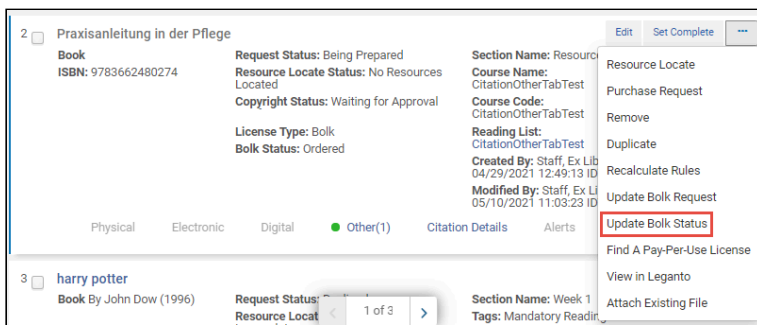 2 Praxisanleitung in der Pflege
Edit Set Complete ...
Book
ISBN: 9783662480274
Request Status: Being Prepared
Resource Locate Status: No Resources
Located
Copyright Status: Waiting for Approval
License Type: Bolk
Bolk Status: Ordered
Section Name: Resource
Course Name:
CitationOtherTabTest
Course Code:
CitationOtherTabTest
Reading List:
CitationOtherTabTest
Created By: Staff, Ex Lib
04/29/2021 12:49:13 ID
Modified By: Staff, Ex Li
05/10/2021 11:03:23 ID
Resource Locate
Purchase Request
Remove
Duplicate
Recalculate Rules
Update Bolk Request
Update Bolk Status
Find A Pay-Per-Use License
View in Leganto
Attach Existing File
Physical Electronic Digital Other(1) Citation Details Alerts
3 harry potter
Book By John Dow (1996)
Request Status:
Resource Locat
1 of 3
Section Name: Week 1
Tags: Mandatory Reading